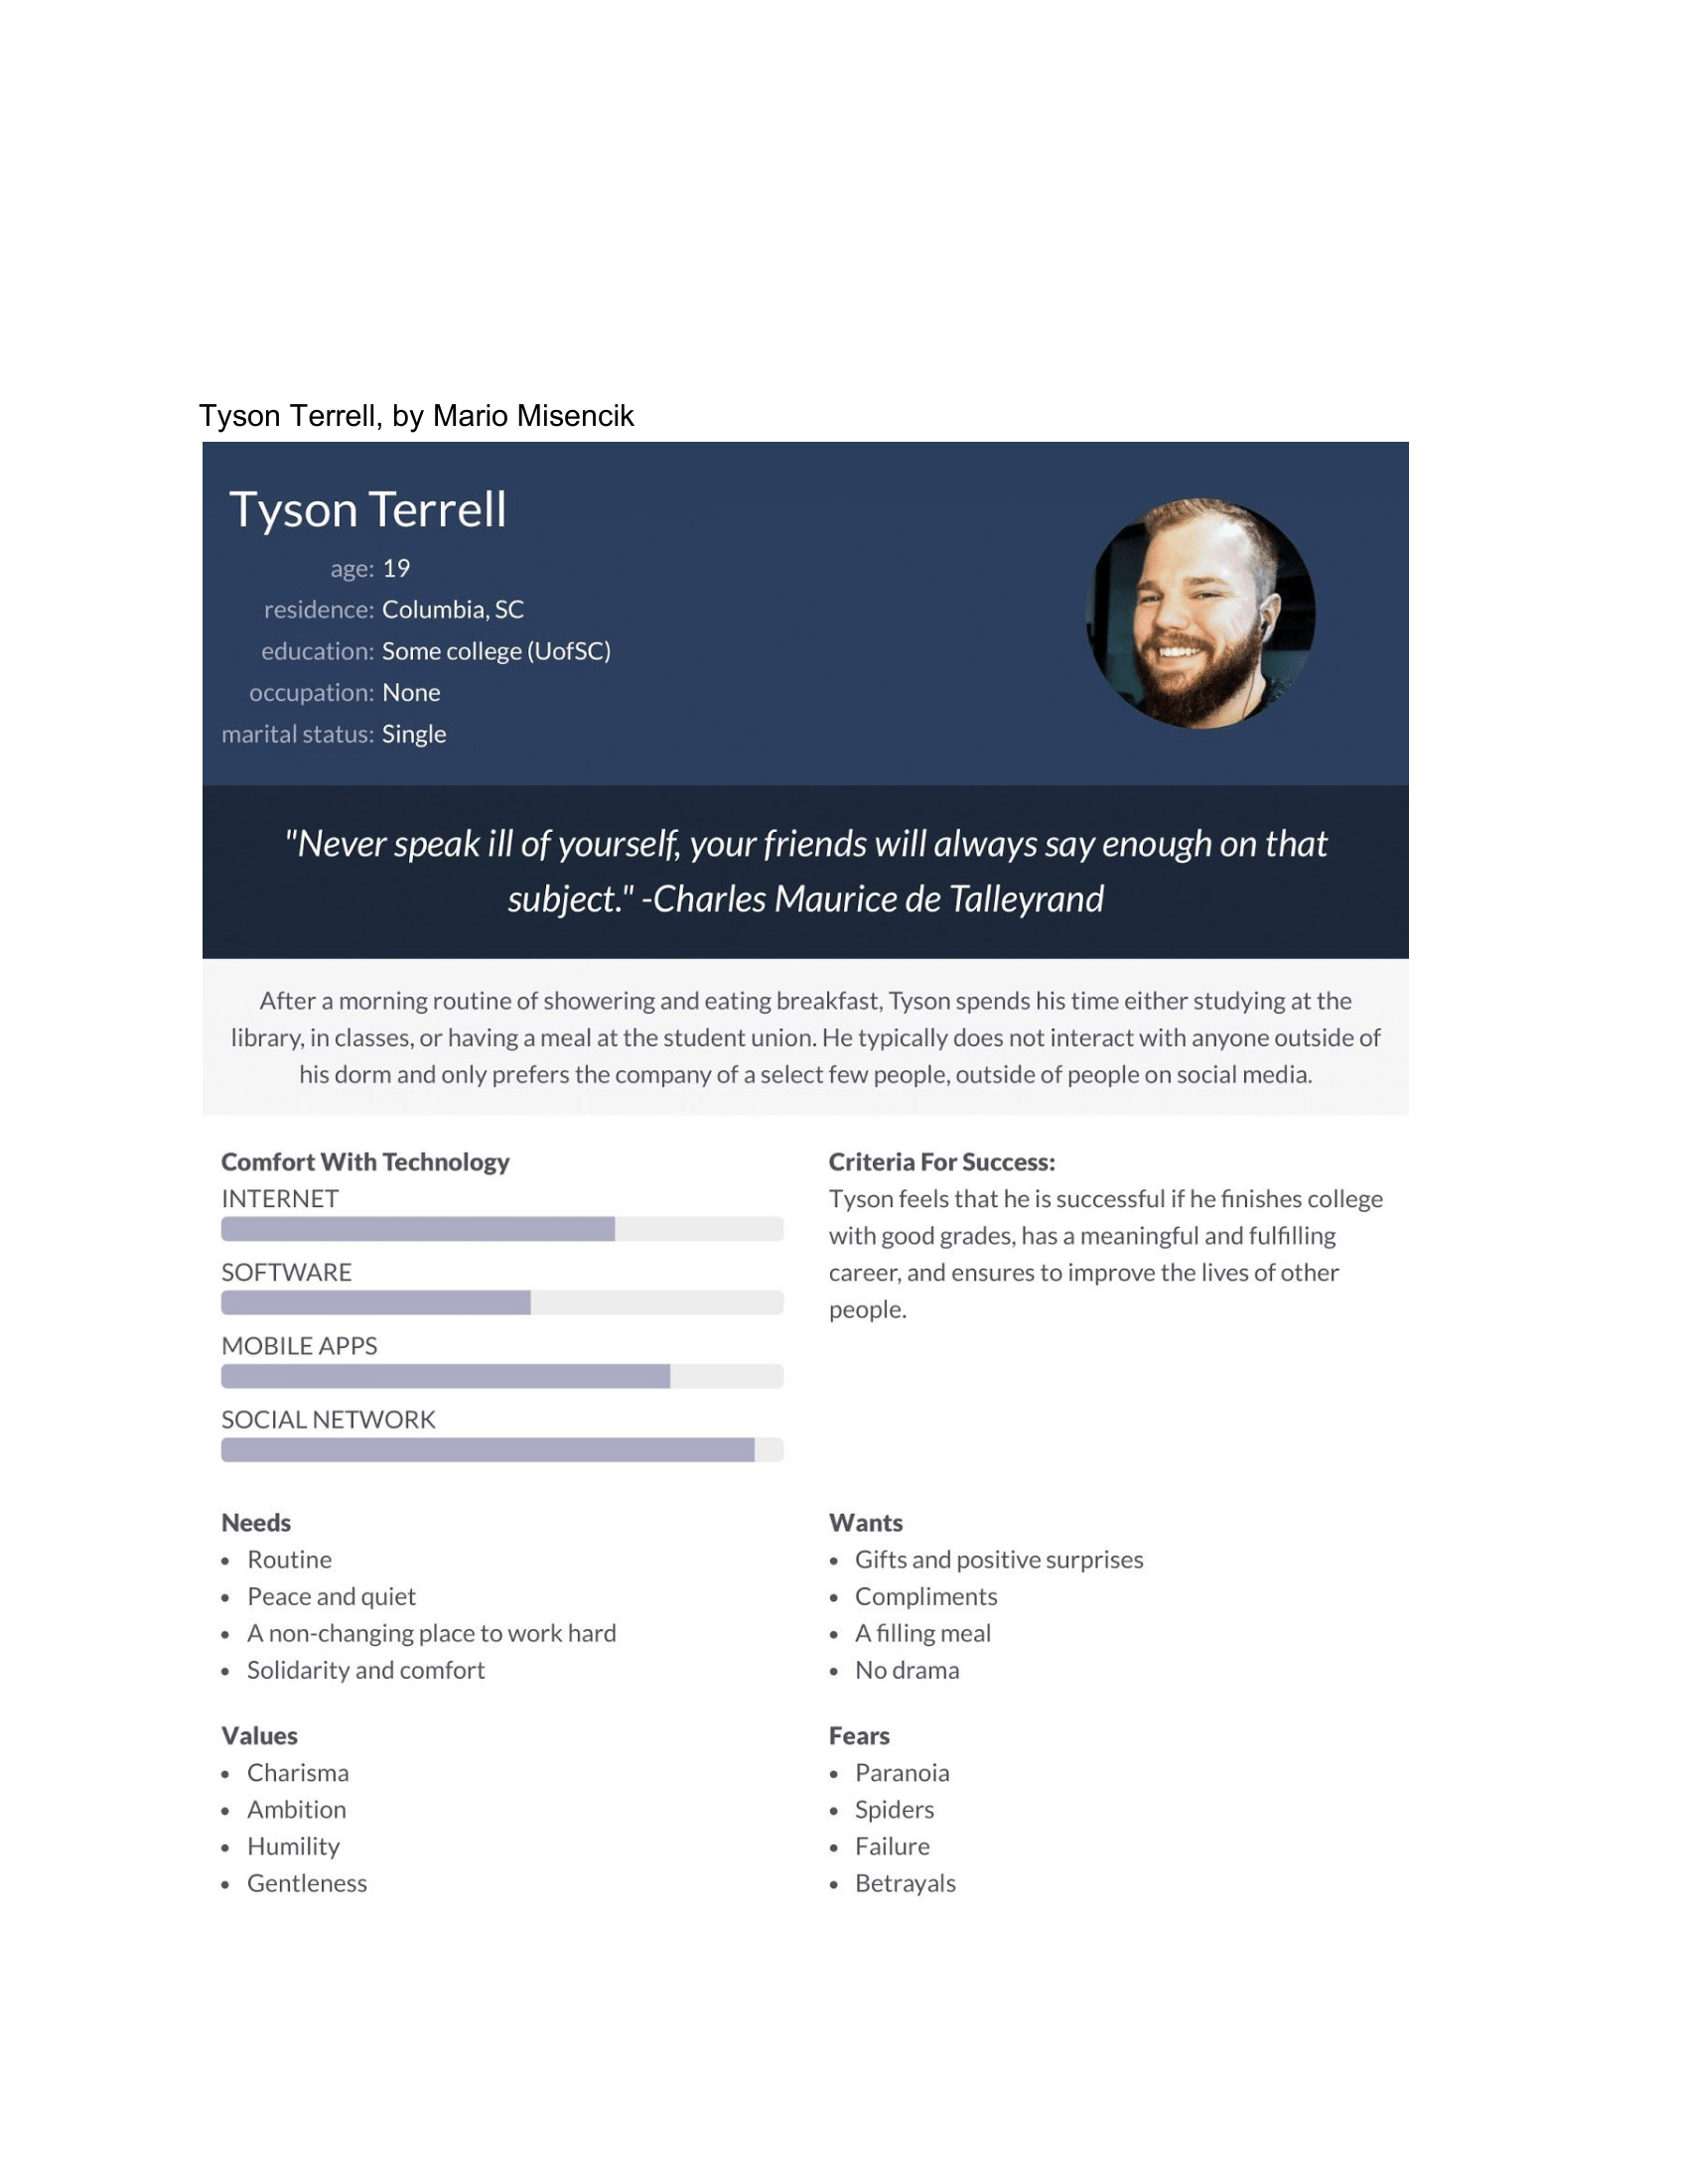 Tyson Terrell, by Mario Misencik
Tyson Terrell
age: 19
residence: Columbia, SC
education: Some college (UofSC)
occupation: None
marital status: Single
"Never speak ill of yourself, your friends will always say enough on that
subject." -Charles Maurice de Talleyrand
After a morning routine of showering and eating breakfast, Tyson spends his time either studying at the
library, in classes, or having a meal at the student union. He typically does not interact with anyone outside of
his dorm and only prefers the company of a select few people, outside of people on social media.
Comfort With Technology
INTERNET
SOFTWARE
MOBILE APPS
SOCIAL NETWORK
Criteria For Success:
Tyson feels that he is successful if he finishes college
with good grades, has a meaningful and fulfilling
career, and ensures to improve the lives of other
people.
Needs
• Routine
• Peace and quiet
• A non-changing place to work hard
• Solidarity and comfort
Wants
• Gifts and positive surprises
• Compliments
• A filling meal
• No drama
Values
• Charisma
• Ambition
• Humility
• Gentleness
Fears
• Paranoia
• Spiders
• Failure
• Betrayals